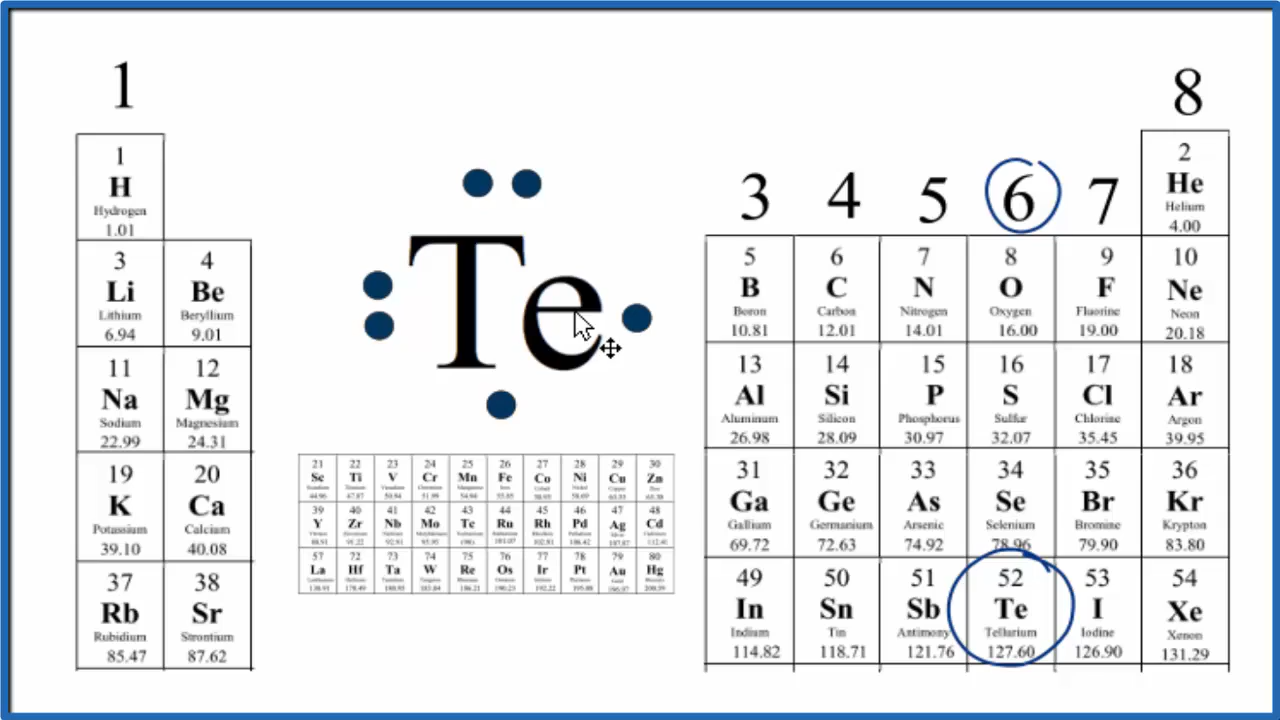 1
8
3 4 5 6 7
1
H
Hydrogen
1.01
2
He
Helium
4.00
3
Li
Lithium
6.94
4
Be
Beryllium
9.01
Te
5
B
Boron
10.81
6
C
Carbon
12.01
7
N
Nitrogen
14.01
8
O
Oxygen
16.00
9
F
Fluorine
19.00
10
Ne
Neon
20.18
11
Na
Sodium
22.99
12
Mg
Magnesium
24.31
13
Al
Aluminum
26.98
14
Si
Silicon
28.09
15
P
Phosphorus
30.97
16
S
Sulfur
32.07
17
Cl
Chlorine
35.45
18
Ar
Argon
39.95
19
K
Potassium
39.10
20
Ca
Calcium
40.08
21 22 23 24 25 26 27 28 29 30
Sc Ti V Cr Mn Fe Co Ni Cu Zn
39 40 41 42 43 44 45 46 47 48
Y Zr Nb Mo Tc Ru Rh Pd Ag Cd
57 72 73 74 75 76 77 78 79 80
La Hf Ta W Re Os Ir Pt Au Hg
31
Ga
Gallium
69.72
32
Ge
Germanium
72.63
33
As
Arsenic
74.92
34
Se
Selenium
78.96
35
Br
Bromine
79.90
36
Kr
Krypton
83.80
37
Rb
Rubidium
85.47
38
Sr
Strontium
87.62
49
In
Indium
114.82
50
Sn
Tin
118.71
51
Sb
Antimony
121.76
52
Te
Tellurium
127.60
53
I
Iodine
126.90
54
Xe
Xenon
131.29